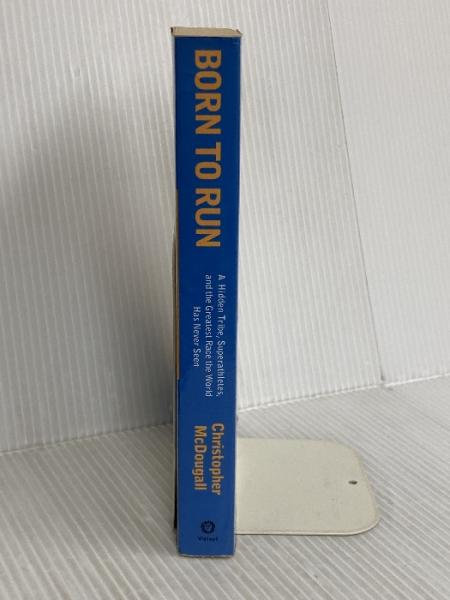 BORN TO RUN
A Hidden Tribe, Superathletes,
and the Greatest Race the World
Has Never Seen
Christopher
McDougall
Vintage